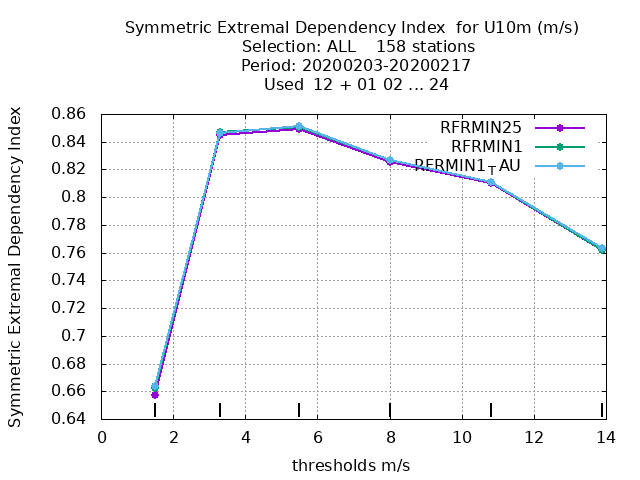 Symmetric Extremal Dependency Index  for U10m (m/s)
Selection: ALL    158 stations
Period: 20200203-20200217
Used  12 + 01 02 ... 24
Symmetric Extremal Dependency Index
0.86
0.84
0.82
0.8
0.78
0.76
0.74
0.72
0.7
0.68
0.66
0.64
RFRMIN25
RFRMIN1
RFRMIN1TAU
0 2 4 6 8 10 12 14
thresholds m/s